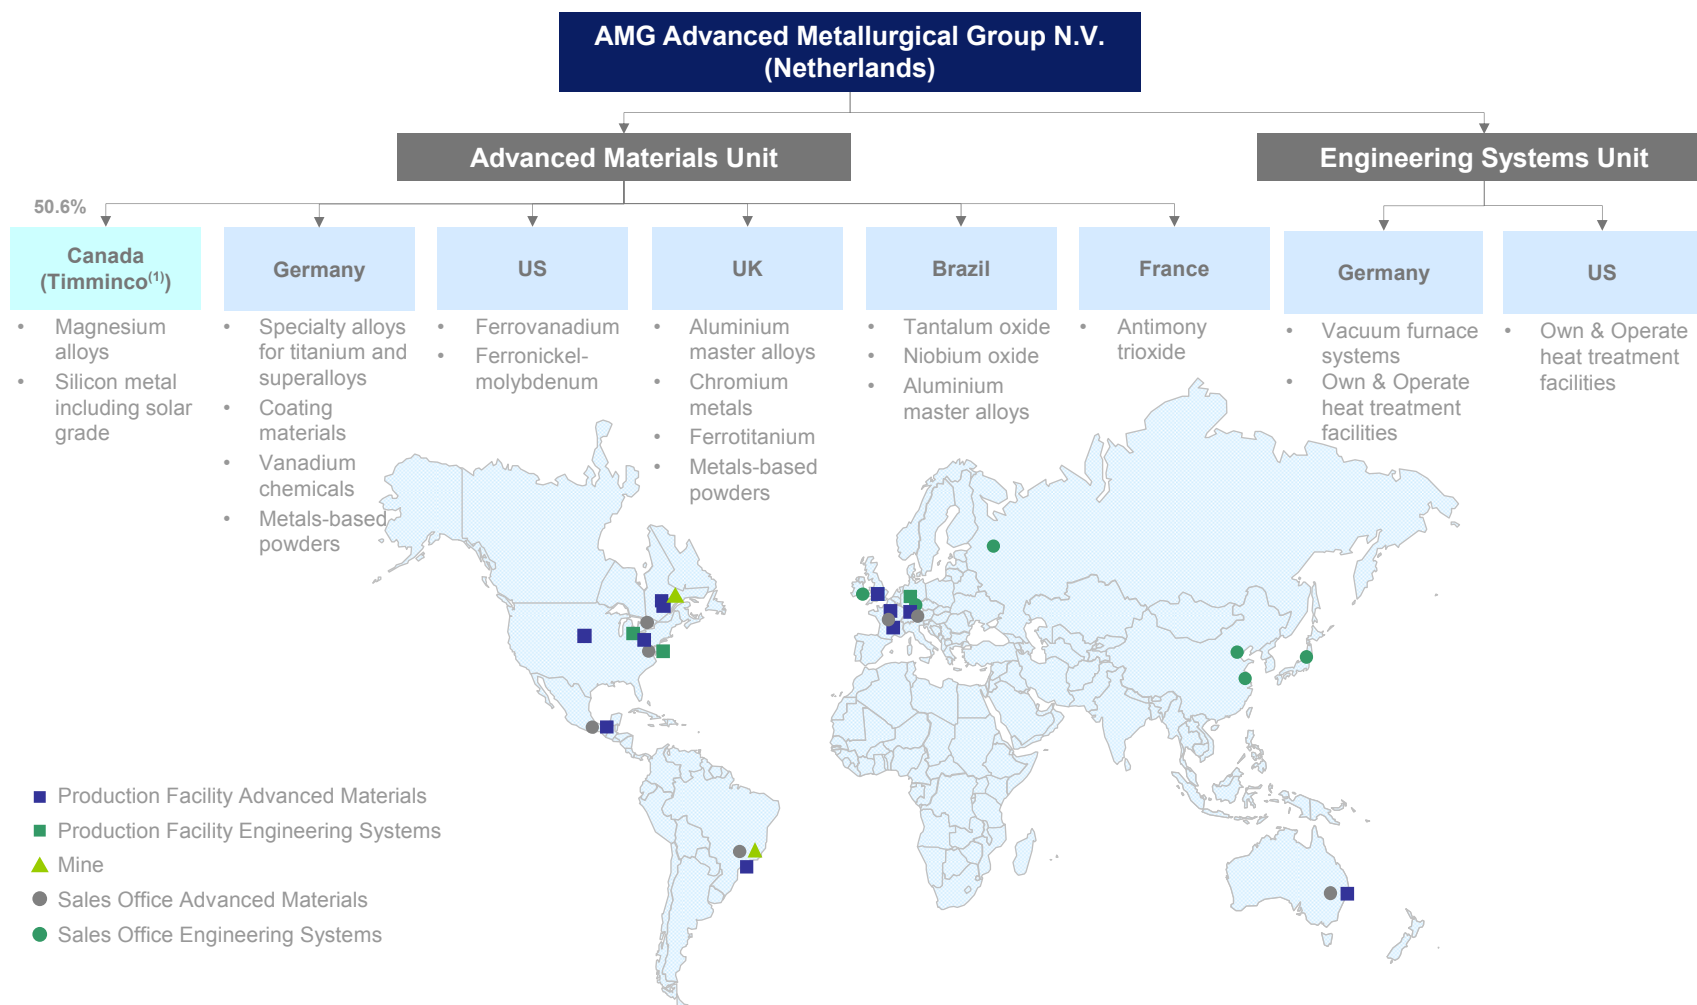 AMG Advanced Metallurgical Group N.V.
(Netherlands)
Advanced Materials Unit
Engineering Systems Unit
50.6%
Canada
(Timminco(1))
Germany
US
UK
Brazil
France
Germany
US
• Magnesium
alloys
• Silicon metal
including solar
grade
• Specialty alloys
for titanium and
superalloys
• Coating
materials
• Vanadium
chemicals
• Metals-based
powders
• Ferrovanadium
• Ferronickel-
molybdenum
• Aluminium
master alloys
• Chromium
metals
• Ferrotitanium
• Metals-based
powders
• Tantalum oxide
• Niobium oxide
• Aluminium
master alloys
• Antimony
trioxide
• Vacuum furnace
systems
• Own & Operate
heat treatment
facilities
• Own & Operate
heat treatment
facilities
Production Facility Advanced Materials
Production Facility Engineering Systems
Mine
Sales Office Advanced Materials
Sales Office Engineering Systems